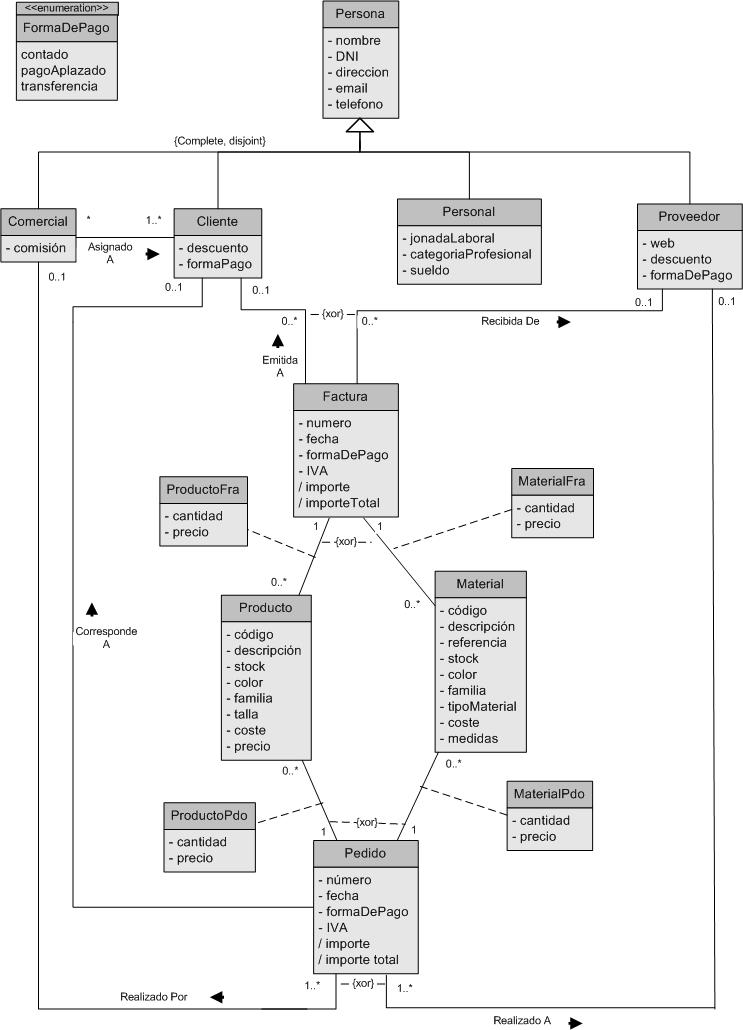 <<enumeration>>
FormaDePago
contado
pagoAplazado
transferencia
Persona
- nombre
- DNI
- direccion
- email
- telefono
{Complete, disjoint}
Comercial
- comisión
* 1..*
Asignado
A
Cliente
- descuento
- formaPago
Personal
- jonadaLaboral
- categoriaProfesional
- sueldo
Proveedor
- web
- descuento
- formaDePago
0..1
0..1
0..1
0..1
0..1
0..* {xor} 0..*
Recibida De
Emitida
A
Factura
- numero
- fecha
- formaDePago
- IVA
/ importe
/ importeTotal
ProductoFra
- cantidad
- precio
MaterialFra
- cantidad
- precio
1 {xor} 1
0..*
0..*
Corresponde
A
Producto
- código
- descripción
- stock
- color
- familia
- talla
- coste
- precio
Material
- código
- descripción
- referencia
- stock
- color
- familia
- tipoMaterial
- coste
- medidas
0..*
0..*
ProductoPdo
- cantidad
- precio
MaterialPdo
- cantidad
- precio
1 {xor} 1
Pedido
- número
- fecha
- formaDePago
- IVA
/ importe
/ importe total
1..* {xor} 1..*
Realizado Por
Realizado A